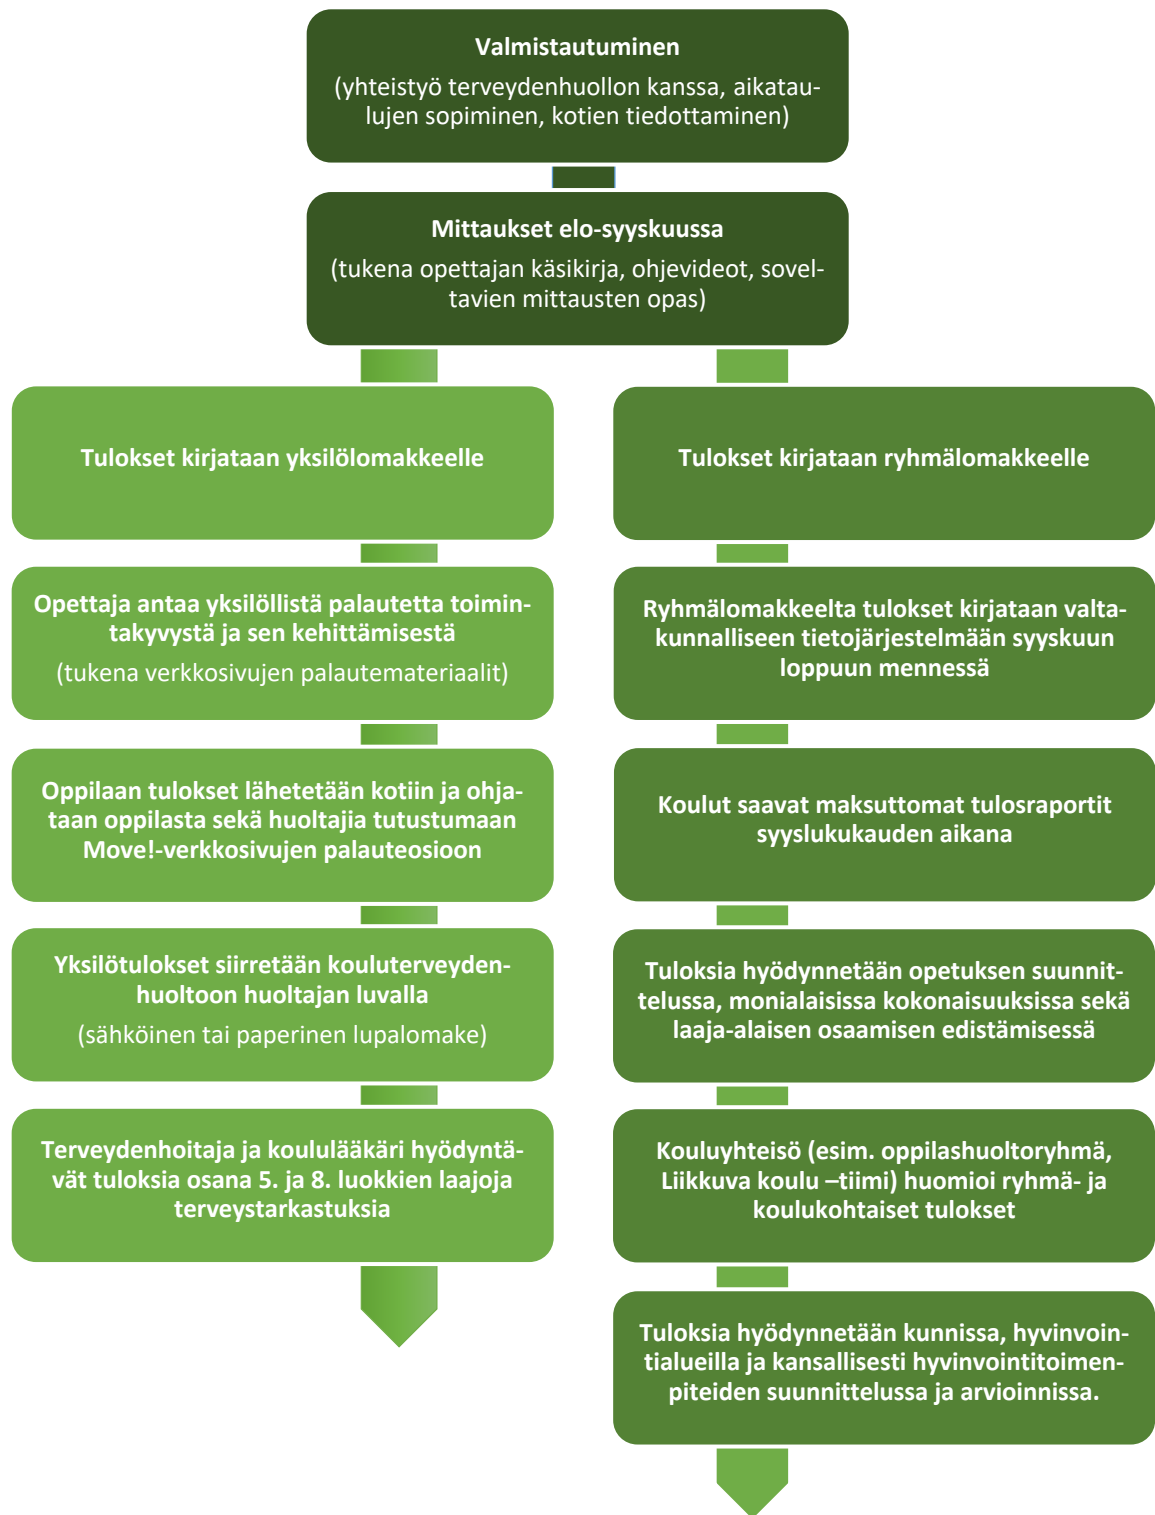 Valmistautuminen
(yhteistyö terveydenhuollon kanssa, aikatau-
lujen sopiminen, kotien tiedottaminen)
Mittaukset elo-syyskuussa
(tukena opettajan käsikirja, ohjevideot, sovel-
tavien mittausten opas)
Tulokset kirjataan yksilölomakkeelle
Opettaja antaa yksilöllistä palautetta toimin-
takyvystä ja sen kehittämisestä
(tukena verkkosivujen palautemateriaalit)
Oppilaan tulokset lähetetään kotiin ja ohja-
taan oppilasta sekä huoltajia tutustumaan
Move!-verkkosivujen palauteosioon
Yksilötulokset siirretään kouluterveyden-
huoltoon huoltajan luvalla
(sähköinen tai paperinen lupalomake)
Terveydenhoitaja ja koululääkäri hyödyntä-
vät tuloksia osana 5. ja 8. luokkien laajoja
terveystarkastuksia
Tulokset kirjataan ryhmälomakkeelle
Ryhmälomakkeelta tulokset kirjataan valta-
kunnalliseen tietojärjestelmään syyskuun
loppuun mennessä
Koulut saavat maksuttomat tulosraportit
syyslukukauden aikana
Tuloksia hyödynnetään opetuksen suunnit-
telussa, monialaisissa kokonaisuuksissa sekä
laaja-alaisen osaamisen edistämisessä
Kouluyhteisö (esim. oppilashuoltoryhmä,
Liikkuva koulu –tiimi) huomioi ryhmä- ja
koulukohtaiset tulokset
Tuloksia hyödynnetään kunnissa, hyvinvoin-
tialueilla ja kansallisesti hyvinvointitoimen-
piteiden suunnittelussa ja arvioinnissa.